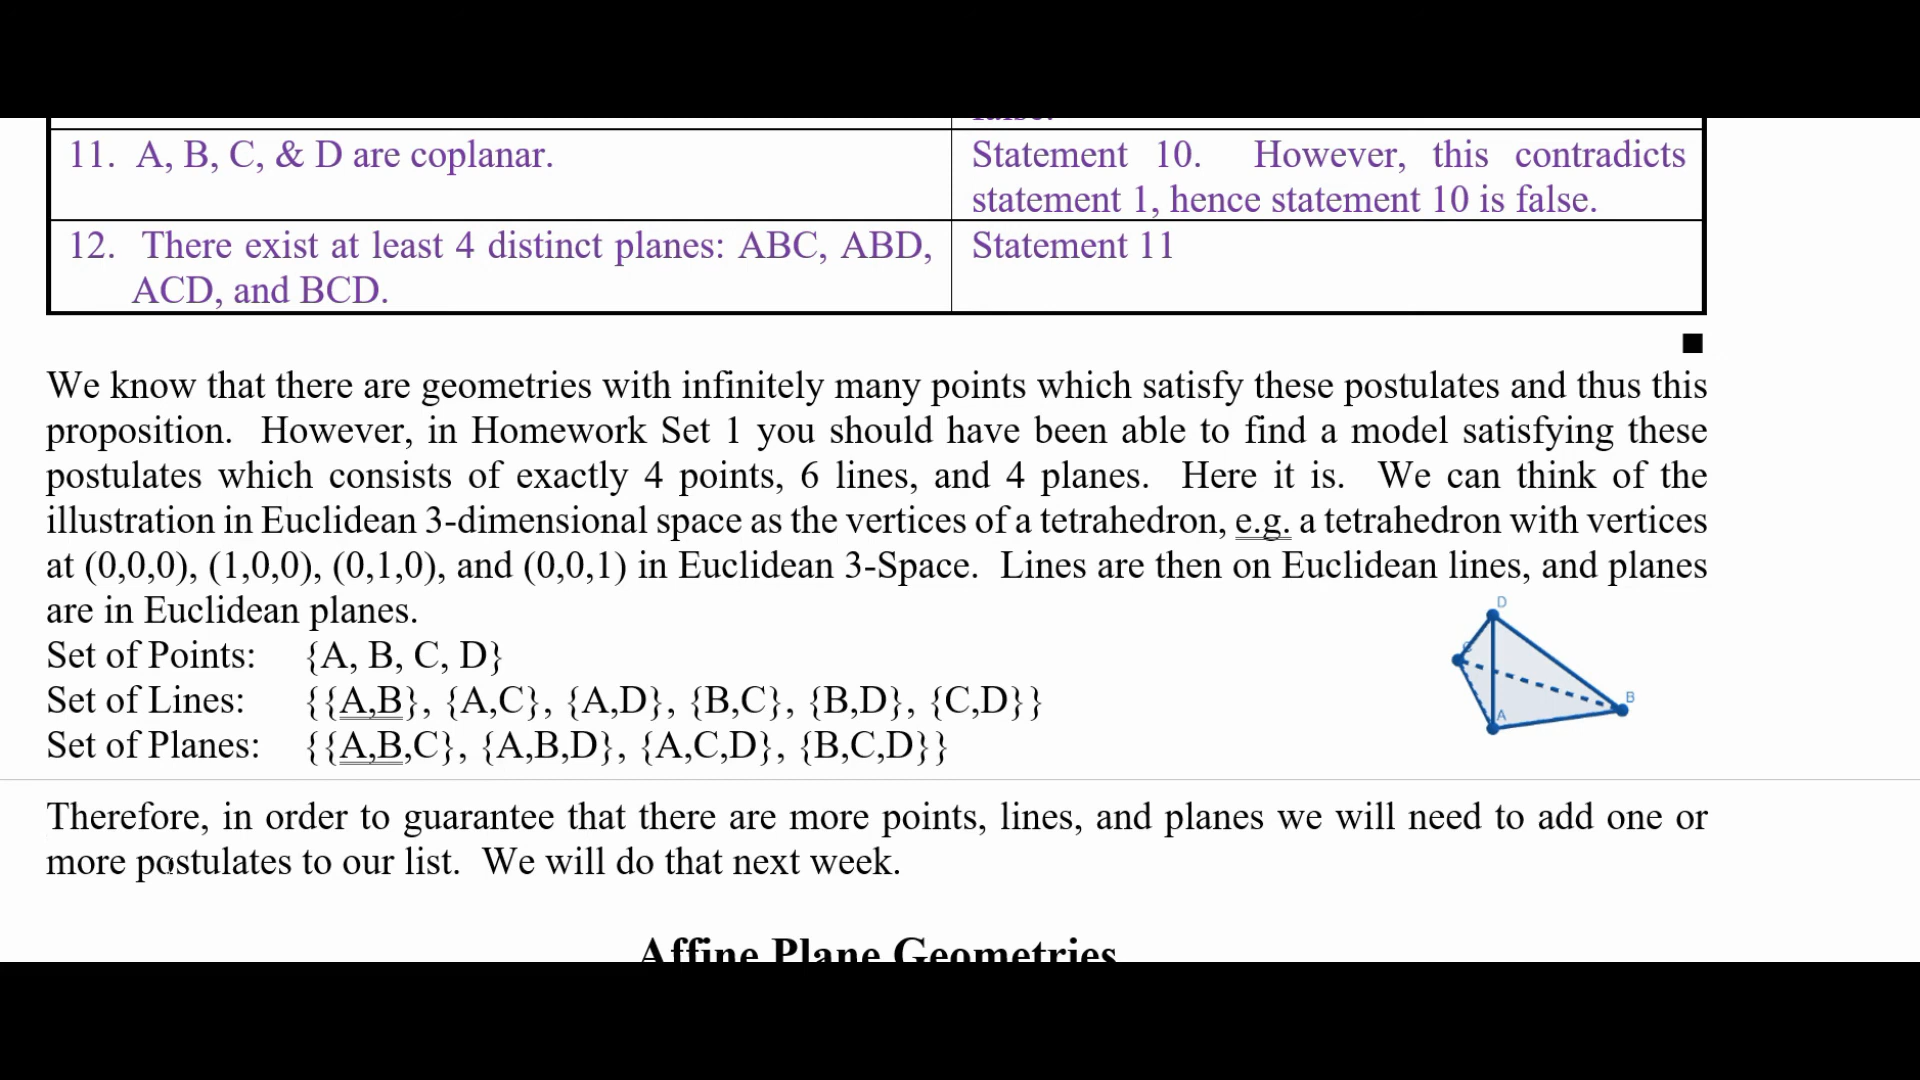 false.
11. A, B, C, & D are coplanar.
Statement 10. However, this contradicts
statement 1, hence statement 10 is false.
12. There exist at least 4 distinct planes: ABC, ABD,
ACD, and BCD.
Statement 11
We know that there are geometries with infinitely many points which satisfy these postulates and thus this
proposition. However, in Homework Set 1 you should have been able to find a model satisfying these
postulates which consists of exactly 4 points, 6 lines, and 4 planes. Here it is. We can think of the
illustration in Euclidean 3-dimensional space as the vertices of a tetrahedron, e.g. a tetrahedron with vertices
at (0,0,0), (1,0,0), (0,1,0), and (0,0,1) in Euclidean 3-Space. Lines are then on Euclidean lines, and planes
are in Euclidean planes.
Set of Points: {A, B, C, D}
Set of Lines: {{A,B}, {A,C}, {A,D}, {B,C}, {B,D}, {C,D}}
Set of Planes: {{A,B,C}, {A,B,D}, {A,C,D}, {B,C,D}}
D
C
B
A
Therefore, in order to guarantee that there are more points, lines, and planes we will need to add one or
more postulates to our list. We will do that next week.
Affine Plane Geometries